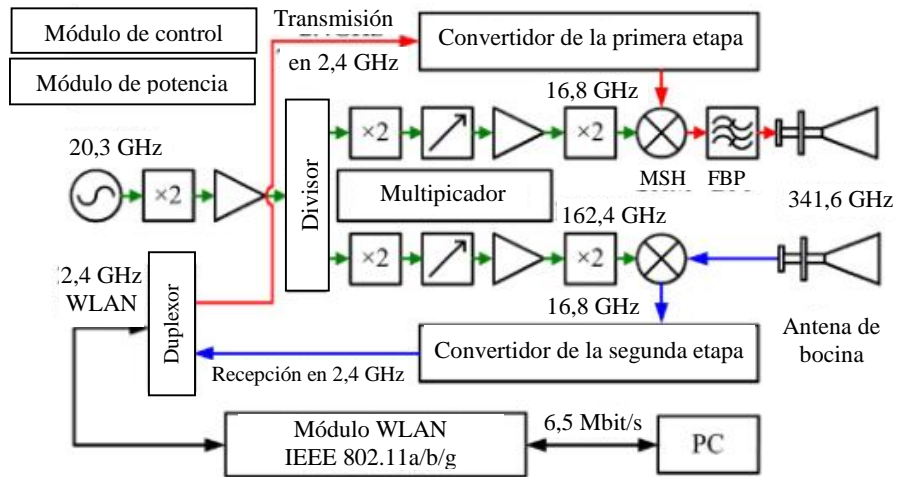 Módulo de control
Módulo de potencia
Transmisión
en 2,4 GHz
Convertidor de la primera etapa
16,8 GHz
×2
×2
MSH
FBP
20,3 GHz
×2
Divisor
Multipicador
341,6 GHz
162,4 GHz
×2
×2
2,4 GHz
WLAN
Duplexor
16,8 GHz
Antena de
bocina
Convertidor de la segunda etapa
Recepción en 2,4 GHz
Módulo WLAN
IEEE 802.11a/b/g
6,5 Mbit/s
PC